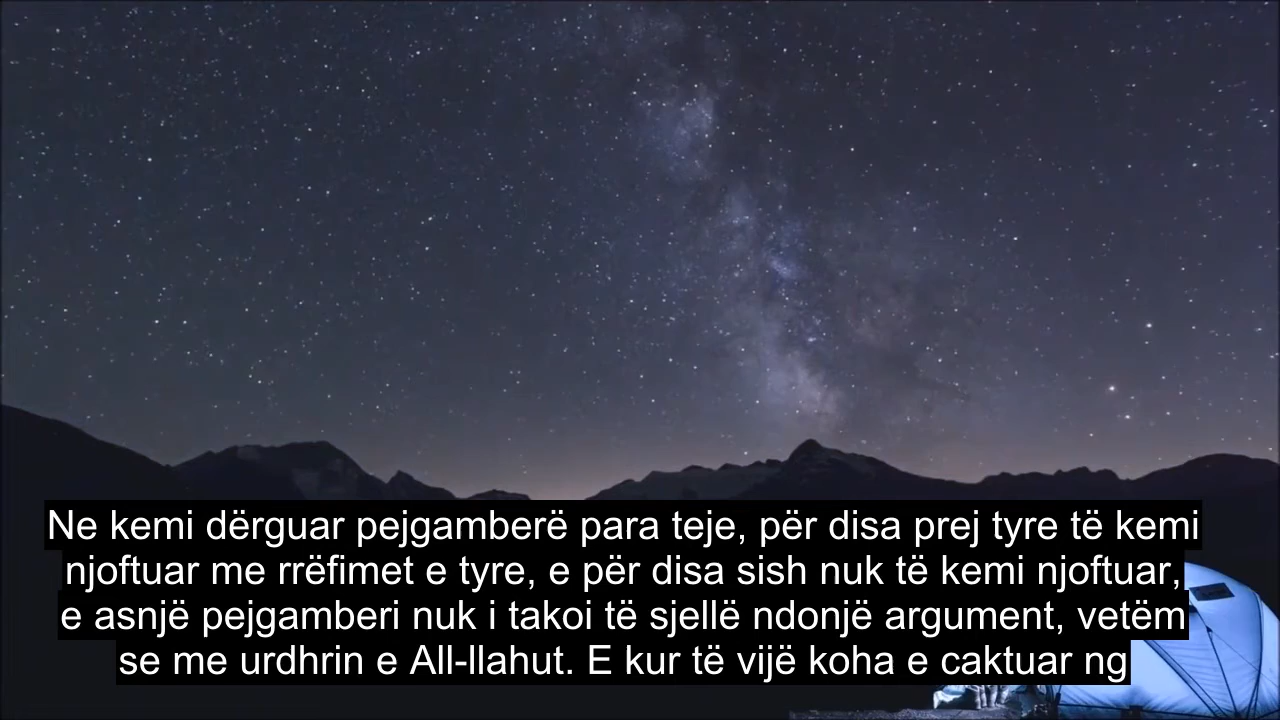 Ne kemi dërguar pejgamberë para teje, për disa prej tyre të kemi
njoftuar me rrëfimet e tyre, e për disa sish nuk të kemi njoftuar,
e asnjë pejgamberi nuk i takoi të sjellë ndonjë argument, vetëm
se me urdhrin e All-llahut. E kur të vijë koha e caktuar ng